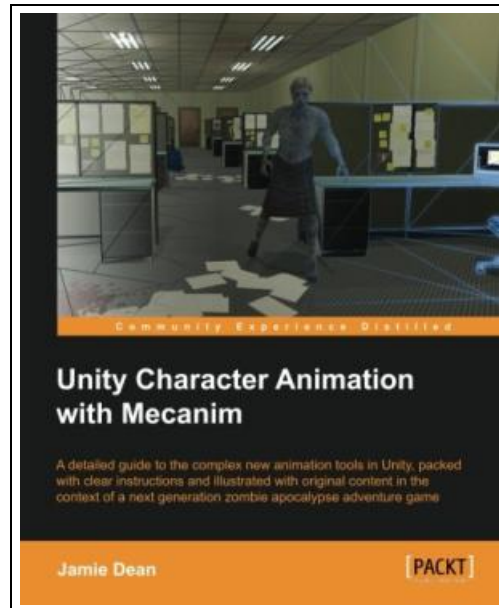 Community Experience Distilled
Unity Character Animation
with Mecanim
A detailed guide to the complex new animation tools in Unity, packed
with clear instructions and illustrated with original content in the
context of a next generation zombie apocalypse adventure game
Jamie Dean
[PACKT]